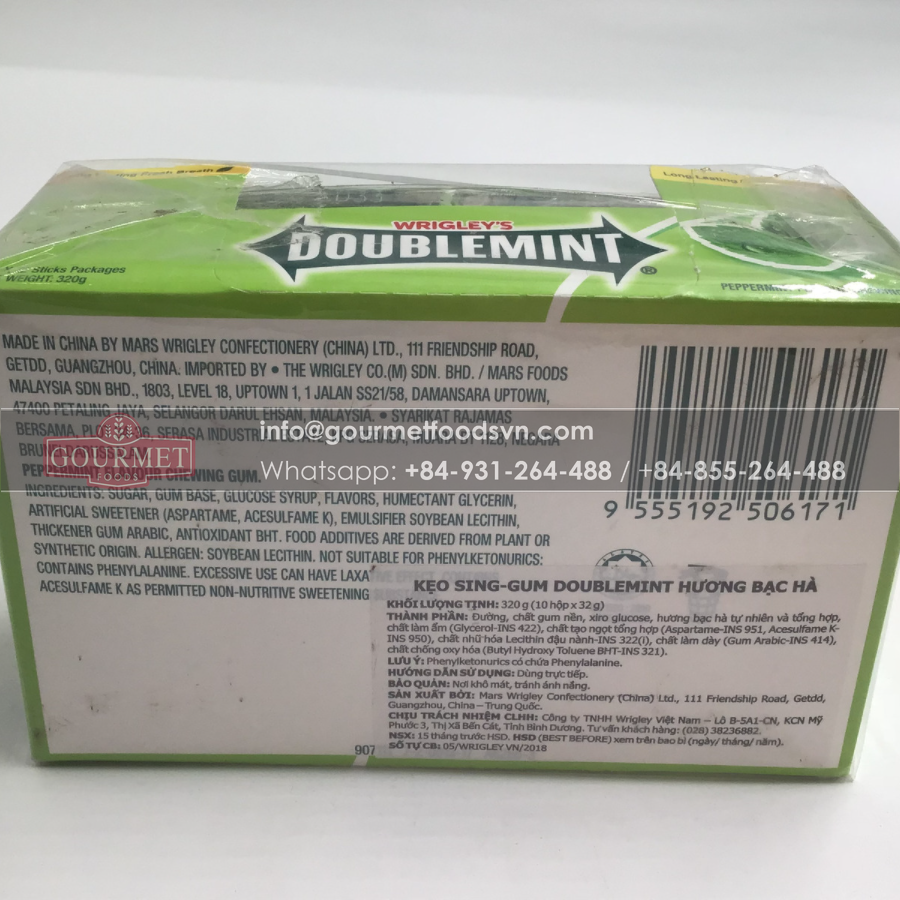 Fresh Breath
Long Lasting
WRIGLEY'S
DOUBLEMINT®
Sticks Packages
WEIGHT: 320g
PEPPERMINT
MADE IN CHINA BY MARS WRIGLEY CONFECTIONERY (CHINA) LTD., 111 FRIENDSHIP ROAD,
GETDD, GUANGZHOU, CHINA. IMPORTED BY • THE WRIGLEY CO.(M) SDN. BHD. / MARS FOODS
MALAYSIA SDN BHD., 1803, LEVEL 18, UPTOWN 1, 1 JALAN SS21/58, DAMANSARA UPTOWN,
47400 PETALING JAYA, SELANGOR DARUL EHSAN, MALAYSIA. • SYARIKAT RAJAMAS
BERSAMA, NEGARA
info@gourmetfoodsyn.com
GOURMET
FOODS
Whatsapp: +84-931-264-488 / +84-855-264-488
PEPPERMINT FLAVOUR CHEWING GUM.
INGREDIENTS: SUGAR, GUM BASE, GLUCOSE SYRUP, FLAVORS, HUMECTANT GLYCERIN,
ARTIFICIAL SWEETENER (ASPARTAME, ACESULFAME K), EMULSIFIER SOYBEAN LECITHIN,
THICKENER GUM ARABIC, ANTIOXIDANT BHT. FOOD ADDITIVES ARE DERIVED FROM PLANT OR
SYNTHETIC ORIGIN. ALLERGEN: SOYBEAN LECITHIN. NOT SUITABLE FOR PHENYLKETONURICS:
CONTAINS PHENYLALANINE. EXCESSIVE USE CAN HAVE
ACESULFAME K AS PERMITTED NON-NUTRITIVE SWEETENING
9 555192 506171
KẸO SING-GUM DOUBLEMINT HƯƠNG BẠC HÀ
KHỐI LƯỢNG TỊNH: 320 g (10 hộp x 32 g)
THÀNH PHẦN: Đường, chất gum nền, xiro glucose, hương bạc hà tự nhiên và tổng hợp,
chất làm ẩm (Glycerol-INS 422), chất tạo ngọt tổng hợp (Aspartame-INS 951, Acesulfame K-
INS 950), chất nhũ hóa Lecithin đậu nành-INS 322(i), chất làm dày (Gum Arabic-INS 414),
chất chống oxy hóa (Butyl Hydroxy Toluene BHT-INS 321).
LƯU Ý: Phenylketonurics có chứa Phenylalanine.
HƯỚNG DẪN SỬ DỤNG: Dùng trực tiếp.
BẢO QUẢN: Nơi khô mát, tránh ánh nắng.
SẢN XUẤT BỞI: Mars Wrigley Confectionery (China) Ltd., 111 Friendship Road, Getdd,
Guangzhou, China – Trung Quốc.
CHỊU TRÁCH NHIỆM CLHH: Công ty TNHH Wrigley Việt Nam – Lô B-5A1-CN, KCN Mỹ
Phước 3, Thị Xã Bến Cát, Tỉnh Bình Dương. Tư vấn khách hàng: (028) 38236882.
NSX: 15 tháng trước HSD. HSD (BEST BEFORE) xem trên bao bì (ngày/ tháng/ năm).
SỐ TỰ CB: 05/WRIGLEY VN/2018
907